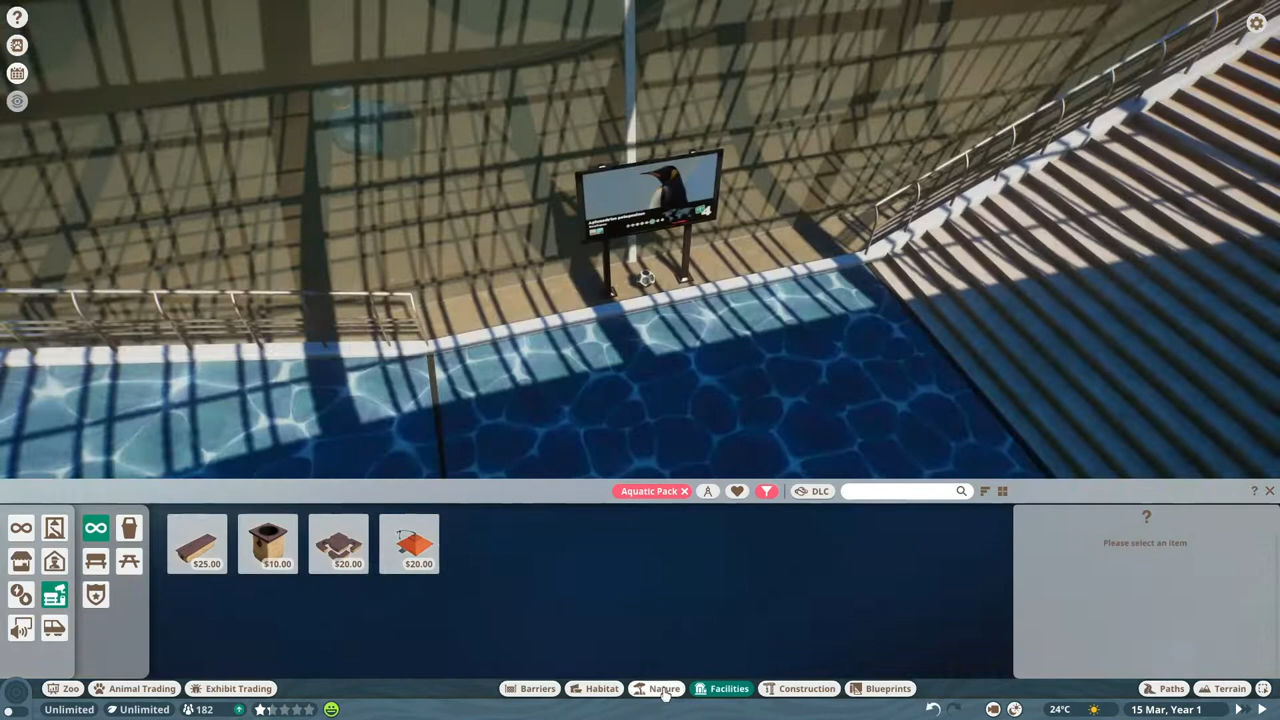 Aquatic Pack
DLC
$25.00
$10.00
$20.00
$20.00
?
Please select an item
Zoo
Animal Trading
Exhibit Trading
Barriers
Habitat
Nature
Facilities
Construction
Blueprints
Paths
Terrain
Unlimited
Unlimited
182
24°C
15 Mar, Year 1